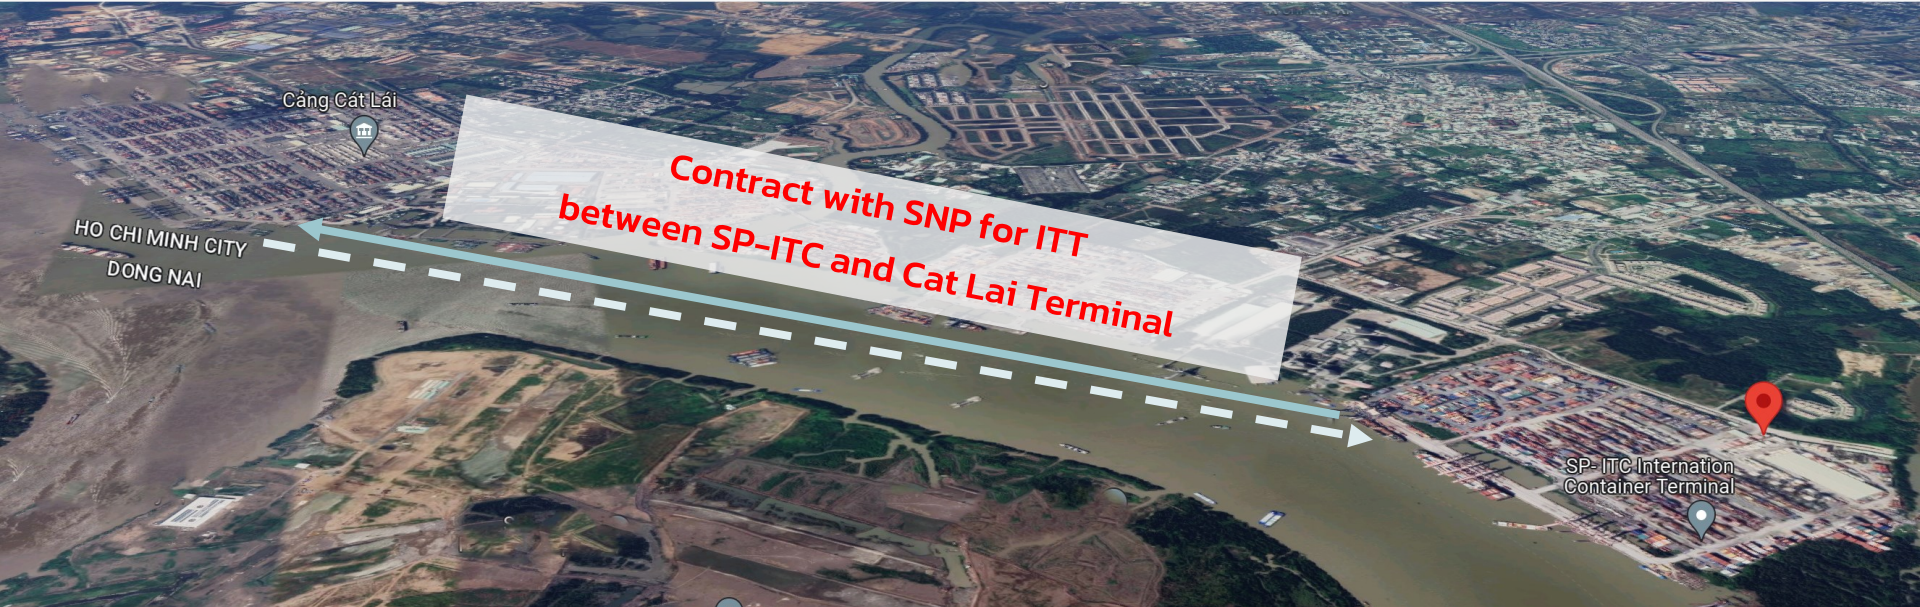 Cảng Cát Lái
Contract with SNP for ITT
between SP-ITC and Cat Lai Terminal
HO CHI MINH CITY
DONG NAI
SP- ITC Internation
Container Terminal